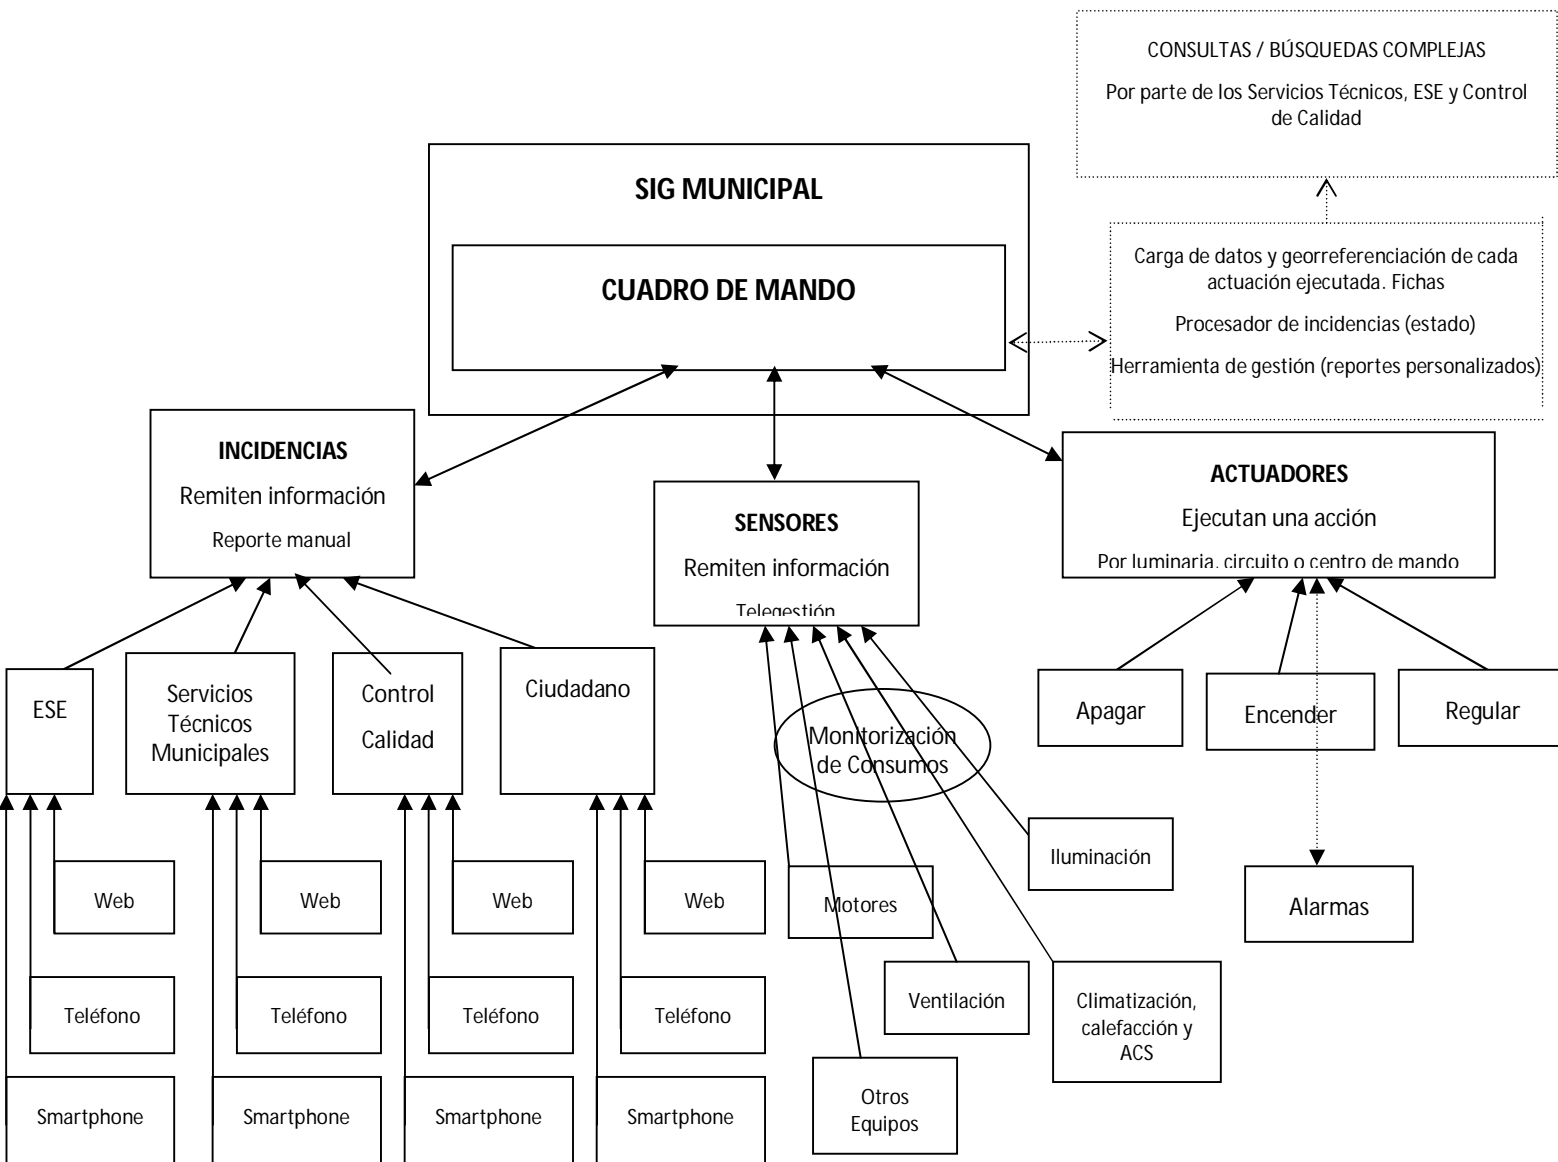 CONSULTAS / BÚSQUEDAS COMPLEJAS
Por parte de los Servicios Técnicos, ESE y Control
de Calidad
SIG MUNICIPAL
CUADRO DE MANDO
Carga de datos y georreferenciación de cada
actuación ejecutada. Fichas
Procesador de incidencias (estado)
Herramienta de gestión (reportes personalizados)
INCIDENCIAS
Remiten información
Reporte manual
SENSORES
Remiten información
Telegestión
ACTUADORES
Ejecutan una acción
Por luminaria, circuito o centro de mando
ESE
Servicios
Técnicos
Municipales
Control
Calidad
Ciudadano
Monitorización
de Consumos
Apagar
Encender
Regular
Iluminación
Motores
Alarmas
Web
Web
Web
Web
Ventilación
Climatización,
calefacción y
ACS
Teléfono
Teléfono
Teléfono
Teléfono
Otros
Equipos
Smartphone
Smartphone
Smartphone
Smartphone